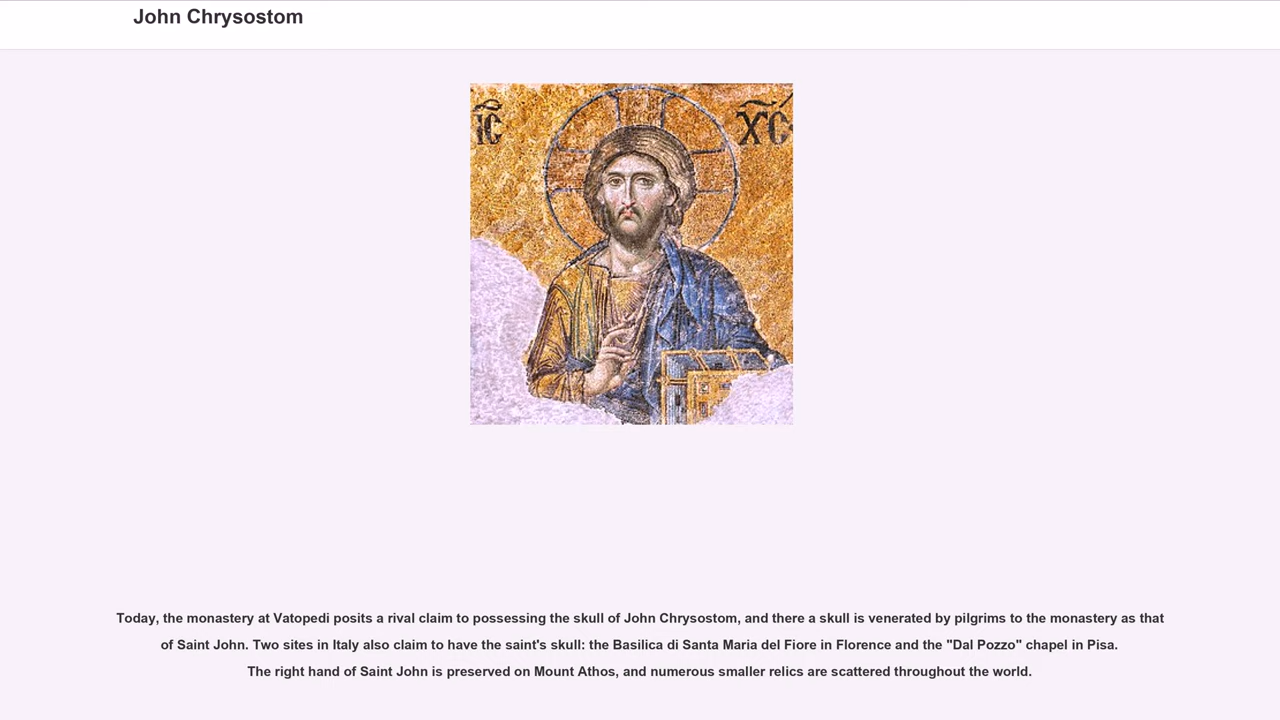 John Chrysostom
ΙC ΧC
Today, the monastery at Vatopedi posits a rival claim to possessing the skull of John Chrysostom, and there a skull is venerated by pilgrims to the monastery as that
of Saint John. Two sites in Italy also claim to have the saint's skull: the Basilica di Santa Maria del Fiore in Florence and the "Dal Pozzo" chapel in Pisa.
The right hand of Saint John is preserved on Mount Athos, and numerous smaller relics are scattered throughout the world.